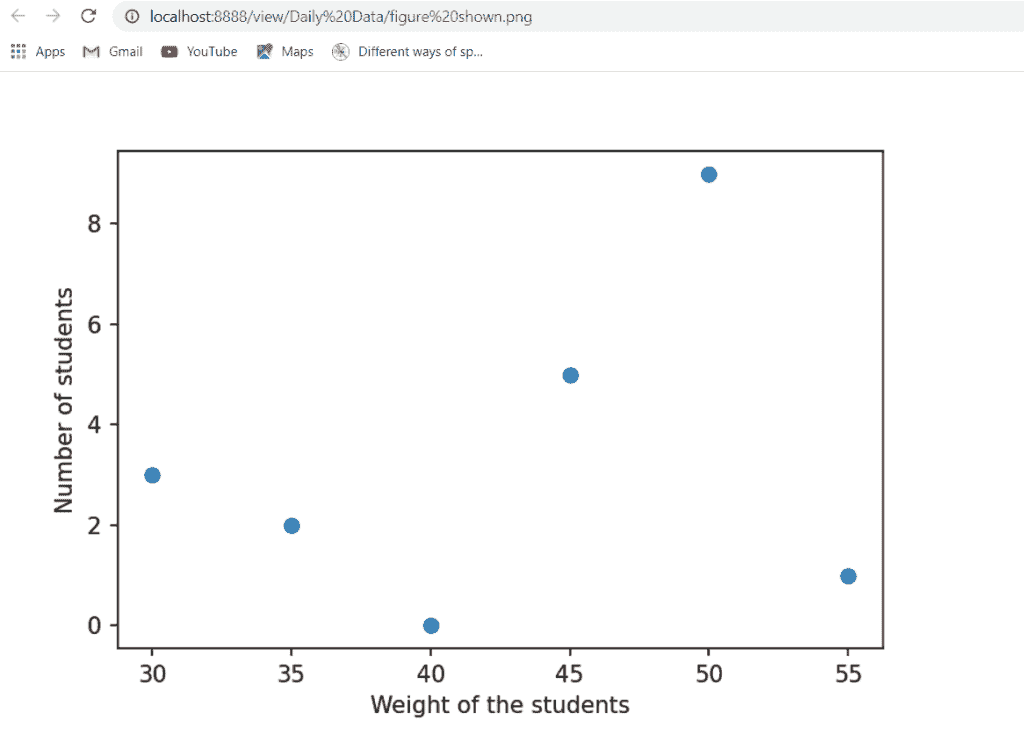 localhost:8888/view/Daily%20Data/figure%20shown.png
Apps Gmail YouTube Maps Different ways of sp...
8
6
4
2
0
Number of students
30 35 40 45 50 55
Weight of the students